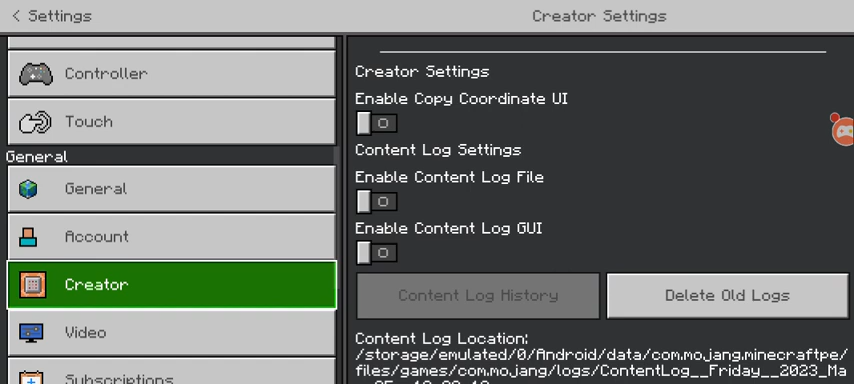 < Settings
Creator Settings
Controller
Touch
General
General
Account
Creator
Video
Subscriptions
Creator Settings
Enable Copy Coordinate UI
Content Log Settings
Enable Content Log File
Enable Content Log GUI
Content Log History
Delete Old Logs
Content Log Location:
/storage/emulated/0/Android/data/com.mojang.minecraftpe/
files/games/com.mojang/logs/ContentLog__Friday__2023_Ma